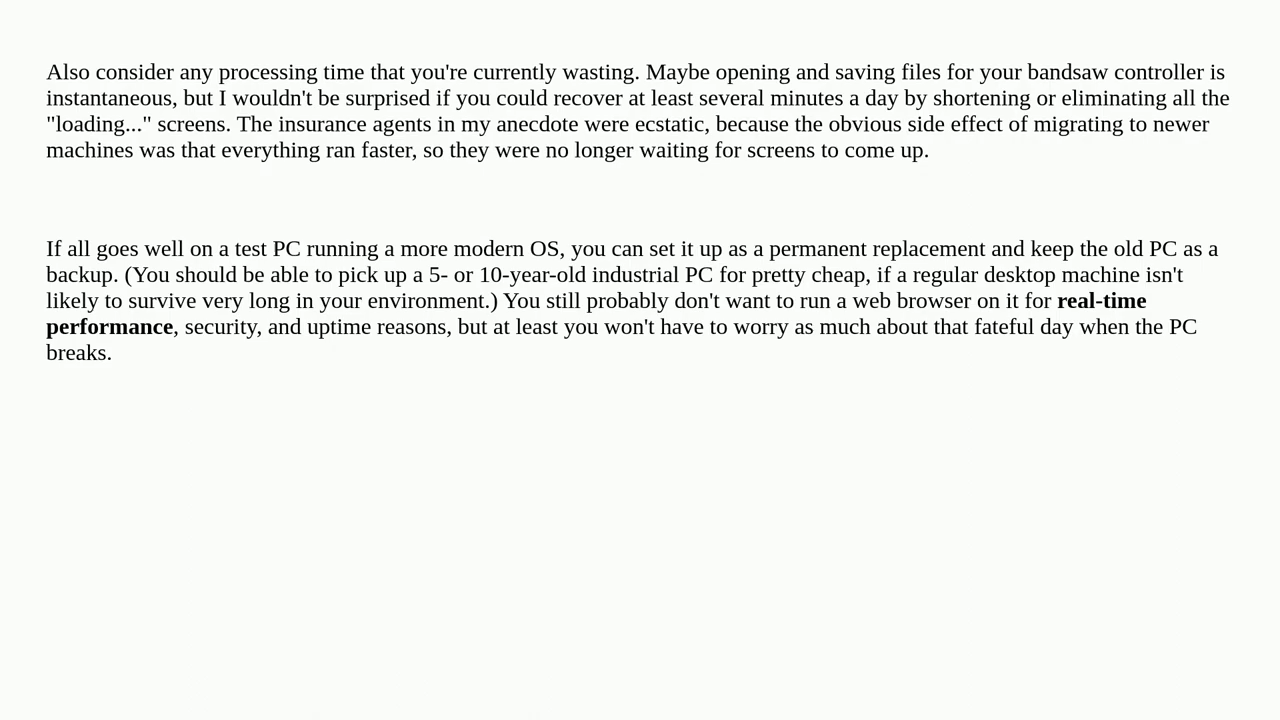 Also consider any processing time that you're currently wasting. Maybe opening and saving files for your bandsaw controller is
instantaneous, but I wouldn't be surprised if you could recover at least several minutes a day by shortening or eliminating all the
"loading..." screens. The insurance agents in my anecdote were ecstatic, because the obvious side effect of migrating to newer
machines was that everything ran faster, so they were no longer waiting for screens to come up.
If all goes well on a test PC running a more modern OS, you can set it up as a permanent replacement and keep the old PC as a
backup. (You should be able to pick up a 5- or 10-year-old industrial PC for pretty cheap, if a regular desktop machine isn't
likely to survive very long in your environment.) You still probably don't want to run a web browser on it for real-time
performance, security, and uptime reasons, but at least you won't have to worry as much about that fateful day when the PC
breaks.